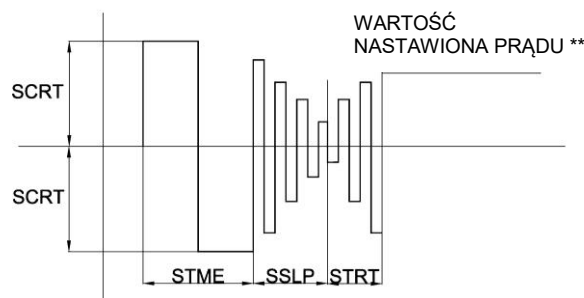 WARTOŚĆ
NASTAWIONA PRĄDU **
SCRT
SCRT
STME
SSLP
STRT